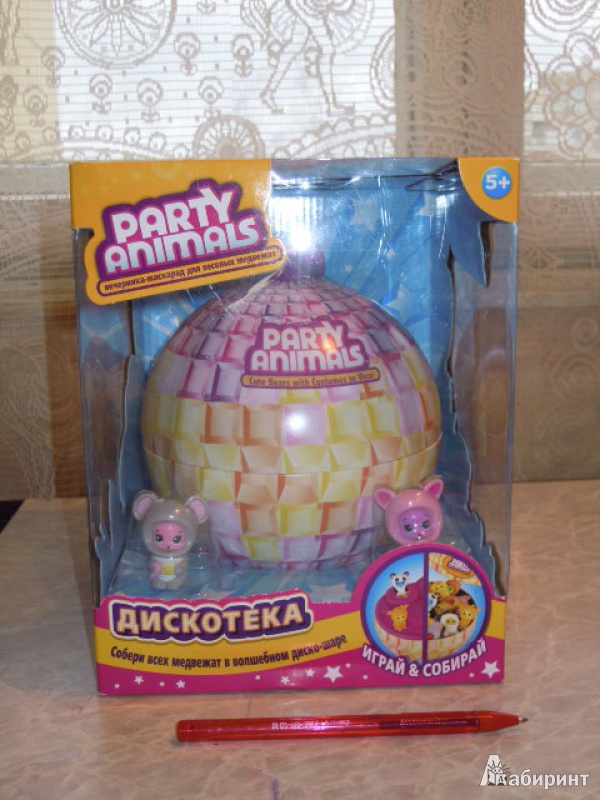 5+
PARTY
ANIMALS
вечеринка-маскарад для веселых медвежат
PARTY
ANIMALS
Cute Bears with Costumes to Wear
ДИСКОТЕКА
Собери всех медвежат в волшебном диско-шаре
ИГРАЙ & СОБИРАЙ
Лабиринт